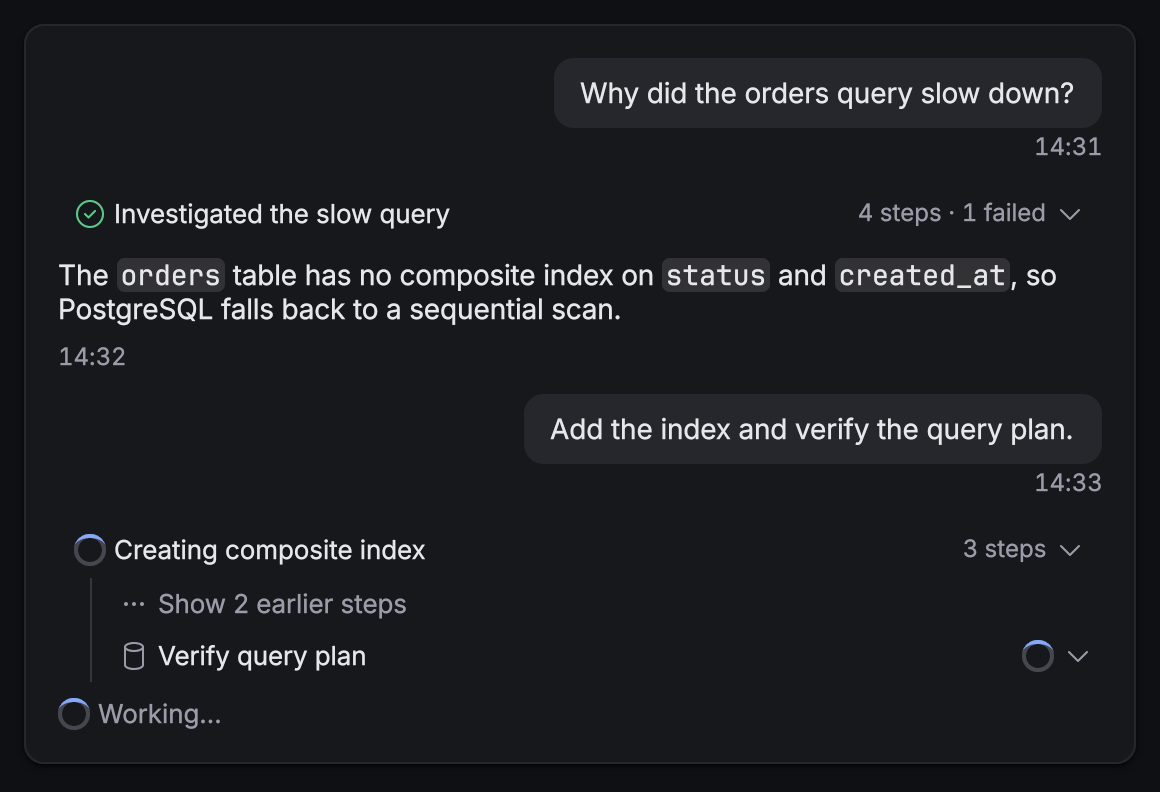 Why did the orders query slow down?
14:31
Investigated the slow query
4 steps · 1 failed
The orders table has no composite index on status and created_at, so
PostgreSQL falls back to a sequential scan.
14:32
Add the index and verify the query plan.
14:33
Creating composite index
3 steps
Show 2 earlier steps
Verify query plan
Working...